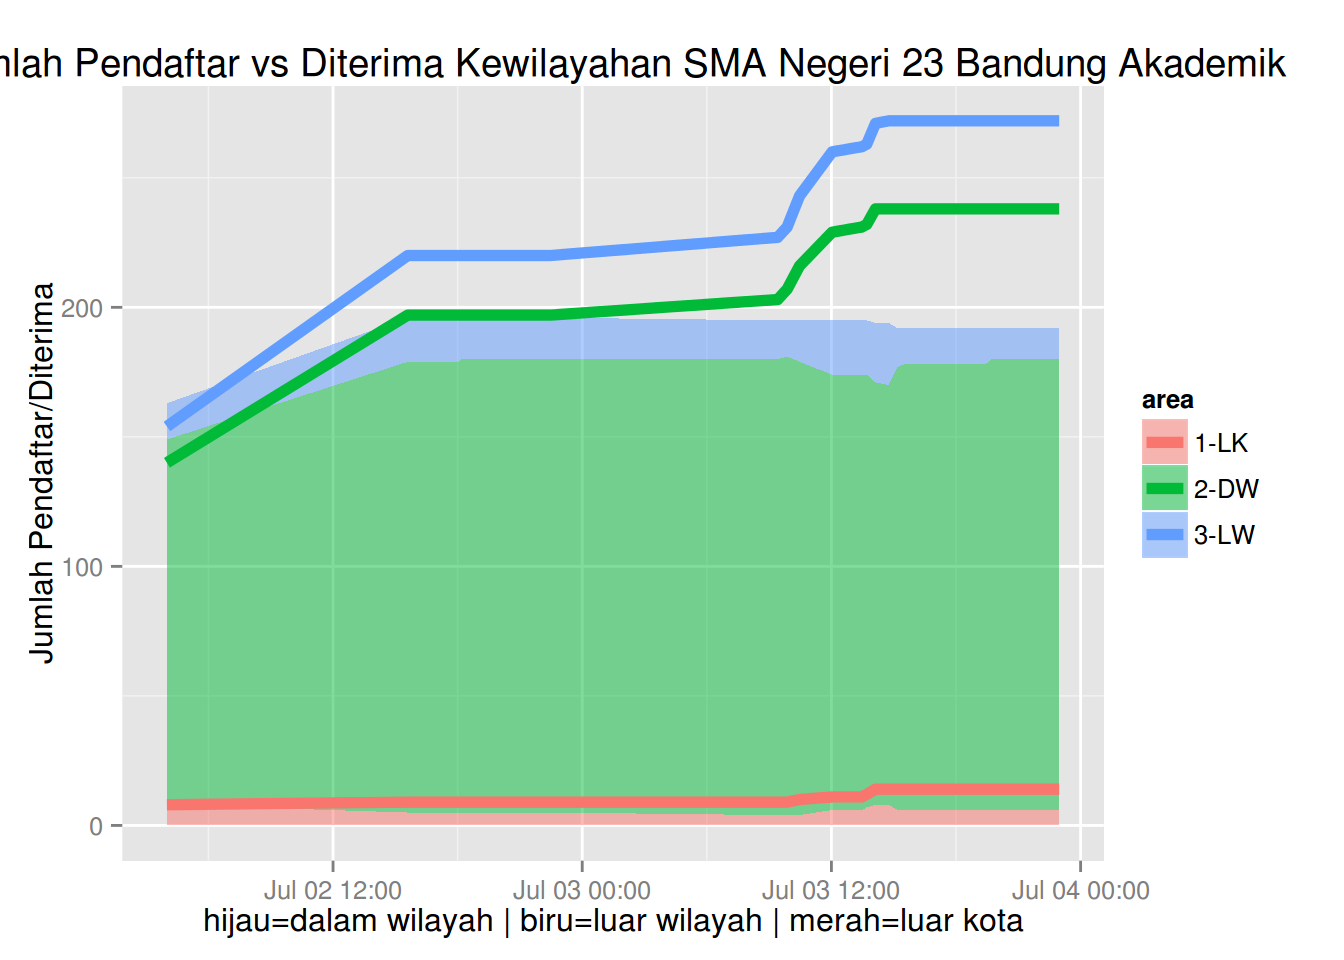 mlah Pendaftar vs Diterima Kewilayahan SMA Negeri 23 Bandung Akademik
Jumlah Pendaftar/Diterima
200
100
0
Jul 02 12:00
Jul 03 00:00
Jul 03 12:00
Jul 04 00:00
hijau=dalam wilayah | biru=luar wilayah | merah=luar kota
area
1-LK
2-DW
3-LW